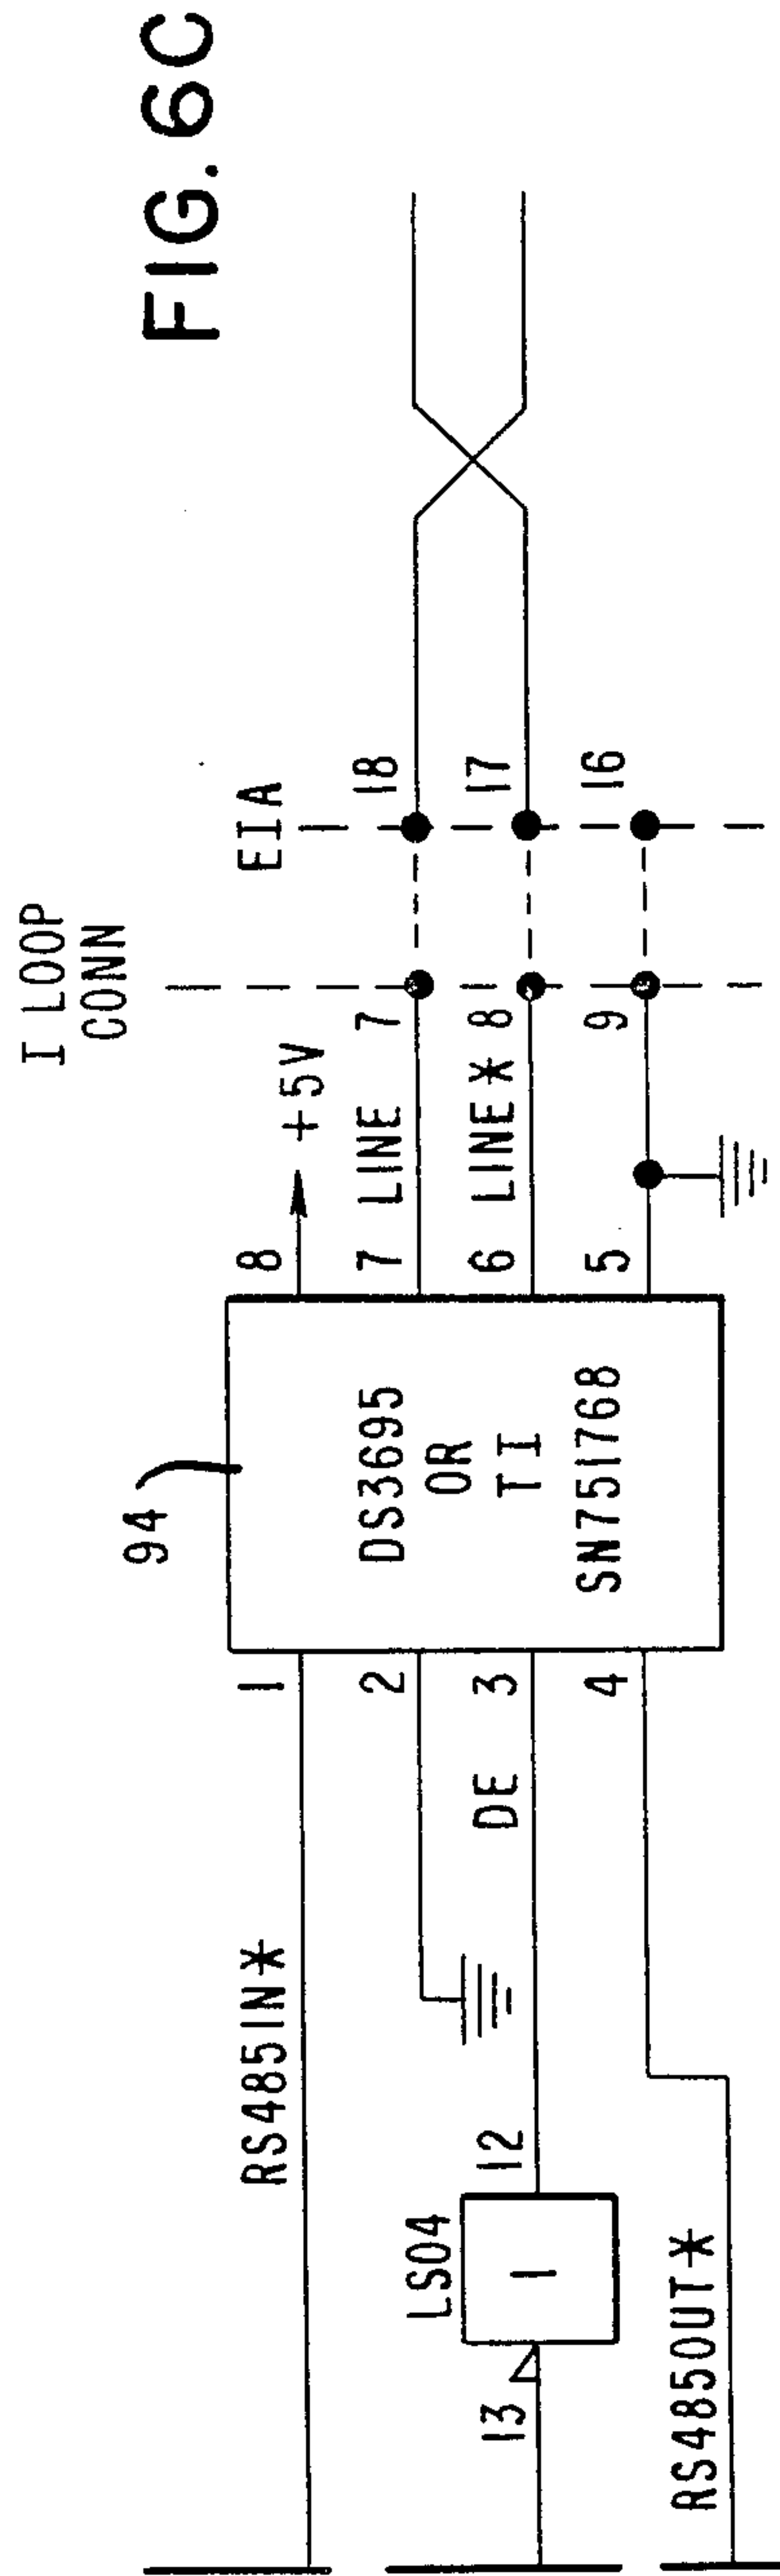 FIG. 6C
I LOOP
CONN
EIA
94
DS3695
OR
TI
SN751768
1
2
3
4
8
7
6
5
+5V
LINE
LINE*
7
8
9
18
17
16
RS485IN*
DE
12
LS04
1
13
RS485OUT*